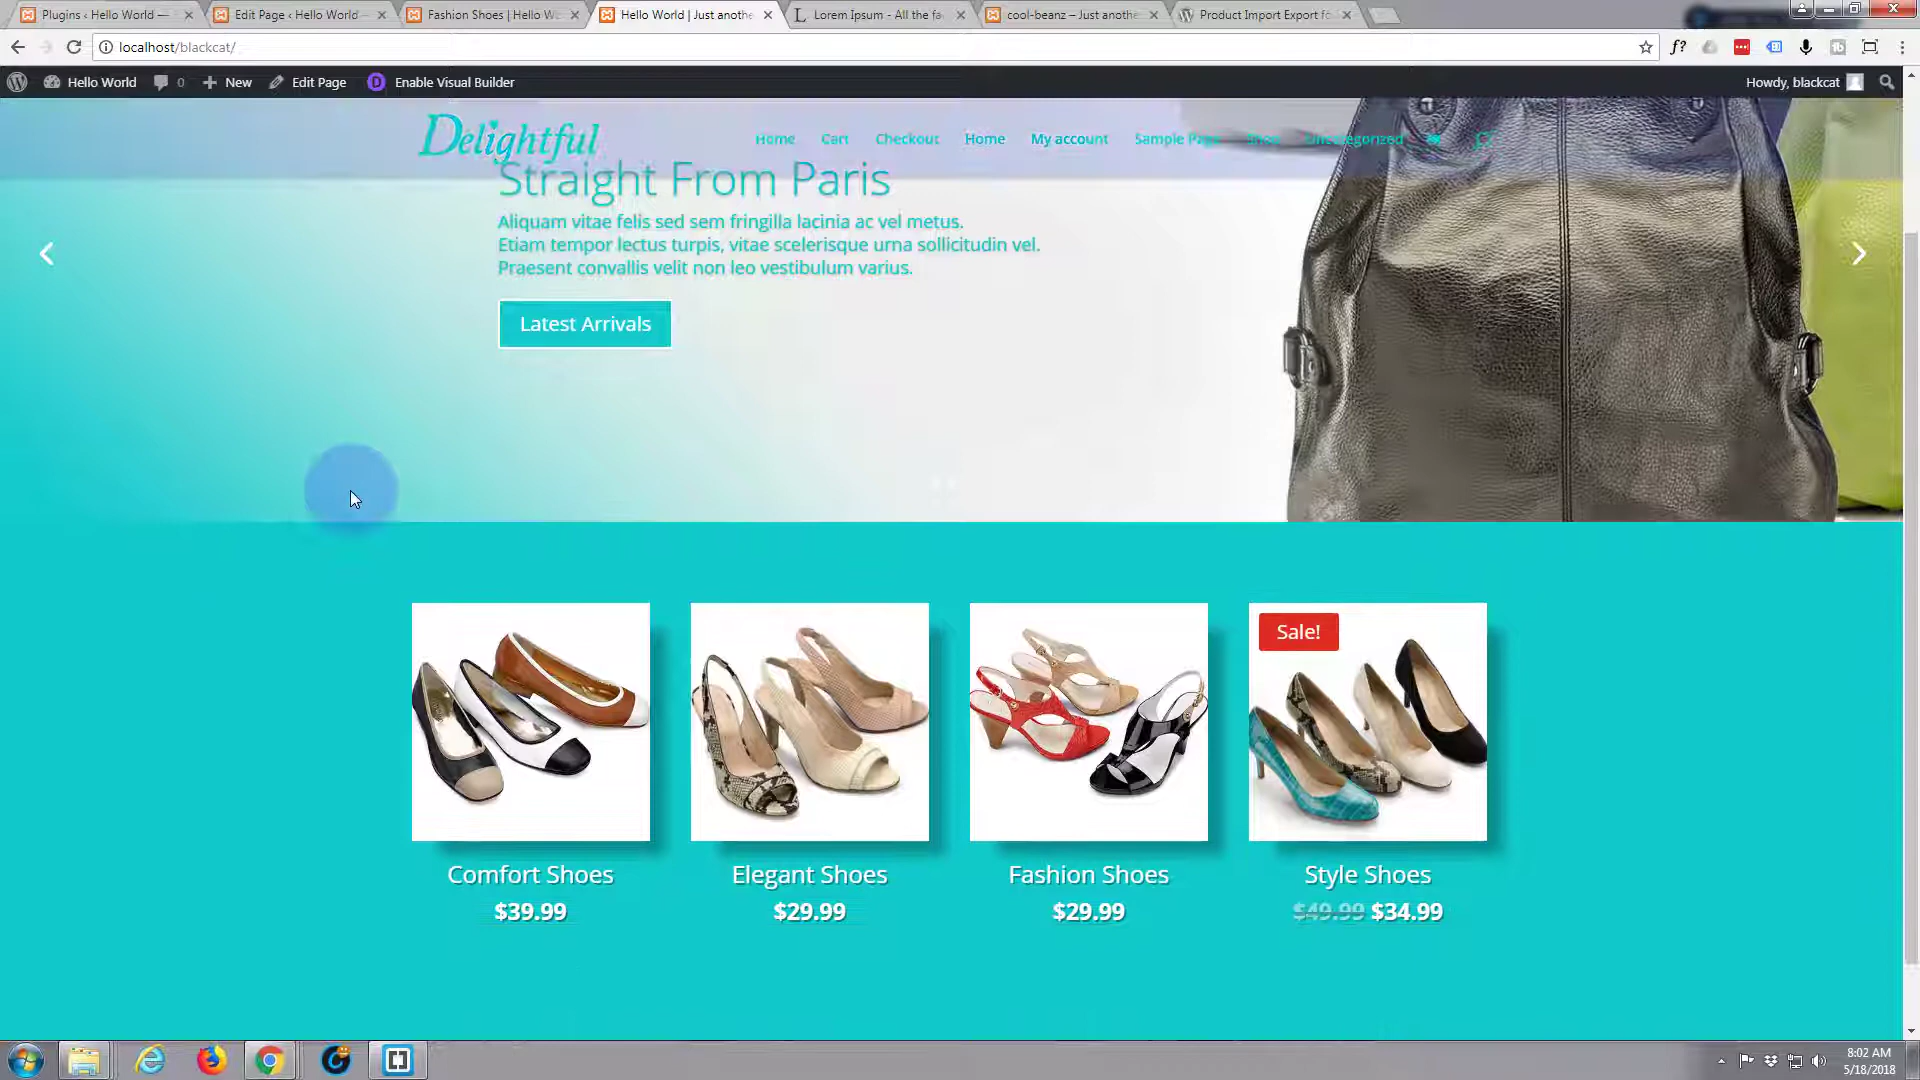 Plugins ‹ Hello World —
Edit Page ‹ Hello World —
Fashion Shoes | Hello Wo
Hello World | Just anothe
Lorem Ipsum - All the fa
cool-beanz – Just anothe
Product Import Export fo
localhost/blackcat/
f?
Hello World
0
New
Edit Page
D
Enable Visual Builder
Howdy, blackcat
Delightful
Home
Cart
Checkout
Home
My account
Sample Page
Shop
Uncategorized
Straight From Paris
Aliquam vitae felis sed sem fringilla lacinia ac vel metus.
Etiam tempor lectus turpis, vitae scelerisque urna sollicitudin vel.
Praesent convallis velit non leo vestibulum varius.
Latest Arrivals
Sale!
Comfort Shoes
$39.99
Elegant Shoes
$29.99
Fashion Shoes
$29.99
Style Shoes
$49.99 $34.99
8:02 AM
5/18/2018